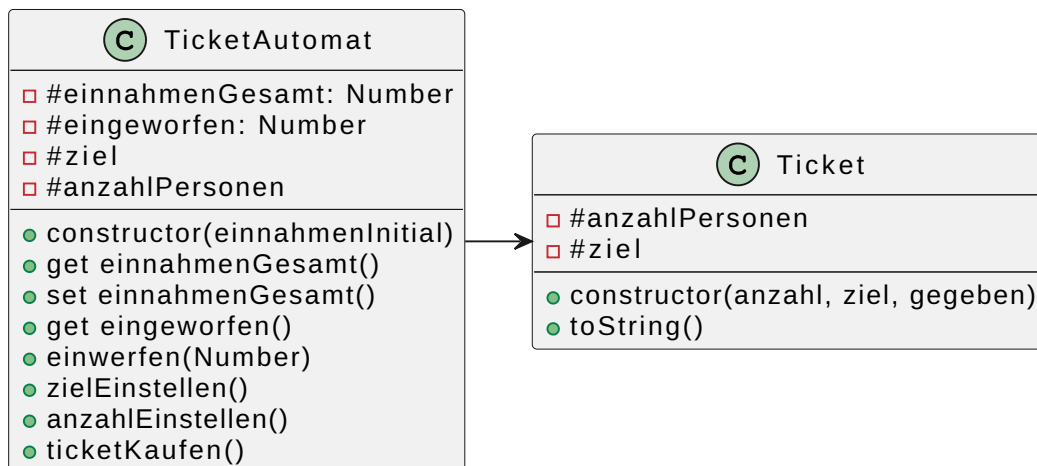 C TicketAutomat
#einnahmenGesamt: Number
#eingeworfen: Number
#ziel
#anzahlPersonen
constructor(einnahmenInitial)
get einnahmenGesamt()
set einnahmenGesamt()
get eingeworfen()
einwerfen(Number)
zielEinstellen()
anzahlEinstellen()
ticketKaufen()
C Ticket
#anzahlPersonen
#ziel
constructor(anzahl, ziel, gegeben)
toString()